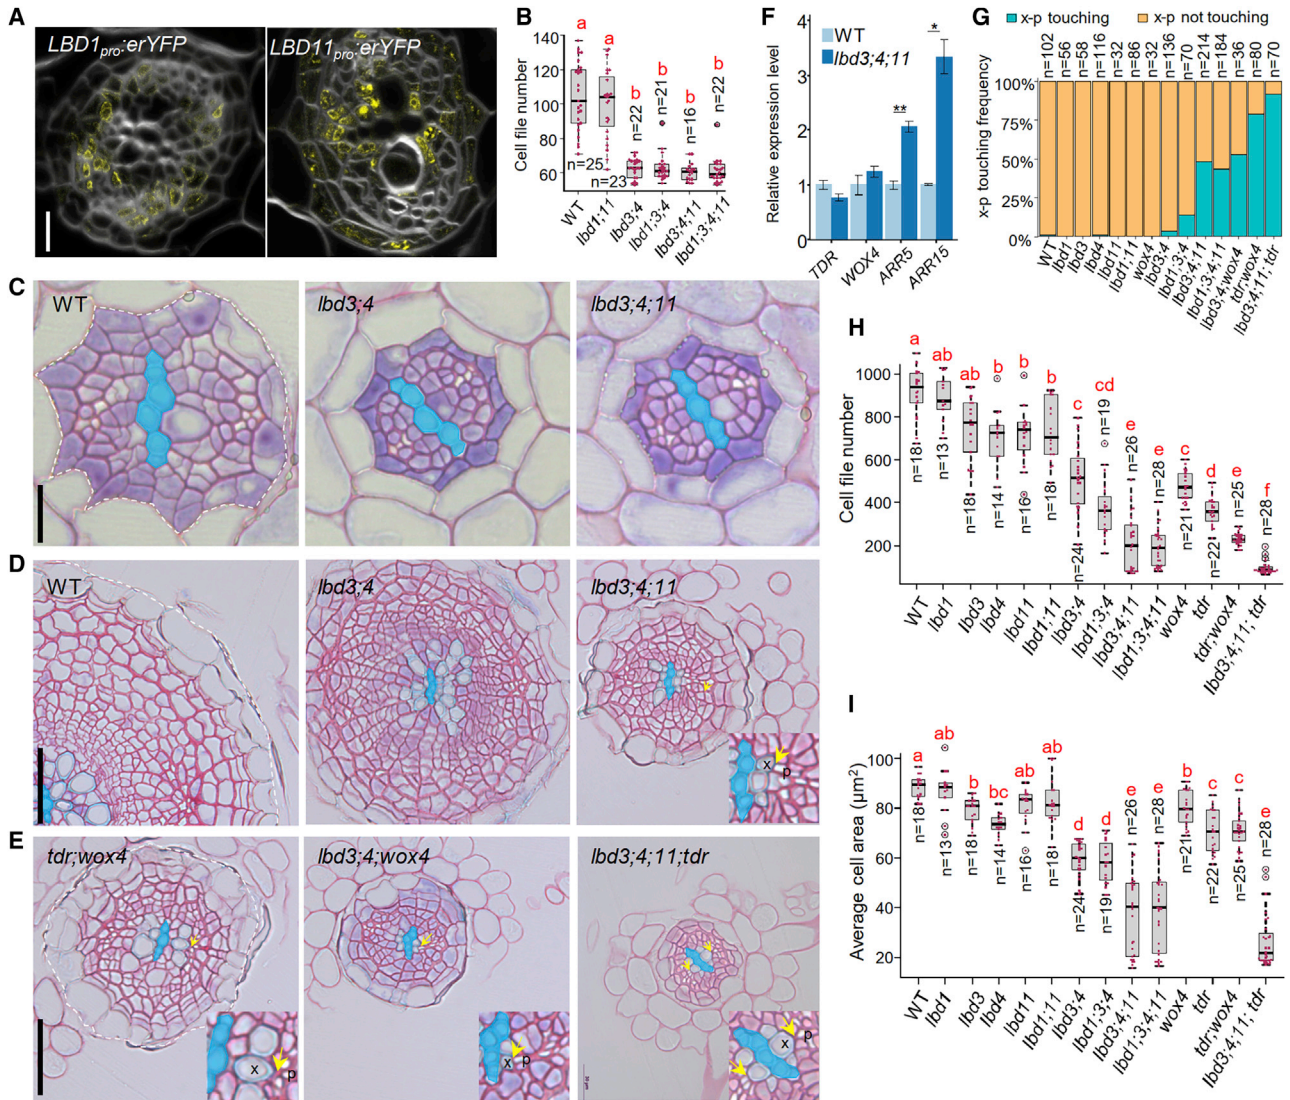 A
LBD1pro:erYFP
LBD11pro:erYFP
B
Cell file number
140
120
100
80
60
a
a
b
b
b
b
n=25
n=23
n=22
n=21
n=16
n=22
WT
lbd1;11
lbd3;4
lbd1;3;4
lbd3;4;11
lbd1;3;4;11
F
Relative expression level
4
3
2
1
0
WT
lbd3;4;11
**
*
TDR
WOX4
ARR5
ARR15
G
x-p touching
x-p not touching
n=102
n=56
n=58
n=116
n=32
n=86
n=32
n=136
n=70
n=214
n=184
n=36
n=80
n=70
x-p touching frequency
100%
75%
50%
25%
0%
WT
lbd1
lbd3
lbd4
lbd11
lbd1;11
wox4
lbd3;4
lbd1;3;4
lbd3;4;11
lbd1;3;4;11
lbd3;4;wox4
tdr;wox4
lbd3;4;11;tdr
C
WT
lbd3;4
lbd3;4;11
D
WT
lbd3;4
lbd3;4;11
x
p
E
tdr;wox4
lbd3;4;wox4
lbd3;4;11;tdr
x
p
x
p
x
p
H
Cell file number
1000
800
600
400
200
a
ab
ab
b
b
b
c
cd
e
e
c
d
e
f
n=18
n=13
n=18
n=14
n=16
n=18
n=24
n=19
n=26
n=28
n=21
n=22
n=25
n=28
WT
lbd1
lbd3
lbd4
lbd11
lbd1;11
lbd3;4
lbd1;3;4
lbd3;4;11
lbd1;3;4;11
wox4
tdr
tdr;wox4
lbd3;4;11; tdr
I
Average cell area (μm²)
100
80
60
40
20
a
ab
b
bc
ab
ab
d
d
e
e
b
c
c
e
n=18
n=13
n=18
n=14
n=16
n=18
n=24
n=19
n=26
n=28
n=21
n=22
n=25
n=28
WT
lbd1
lbd3
lbd4
lbd11
lbd1;11
lbd3;4
lbd1;3;4
lbd3;4;11
lbd1;3;4;11
wox4
tdr
tdr;wox4
lbd3;4;11; tdr